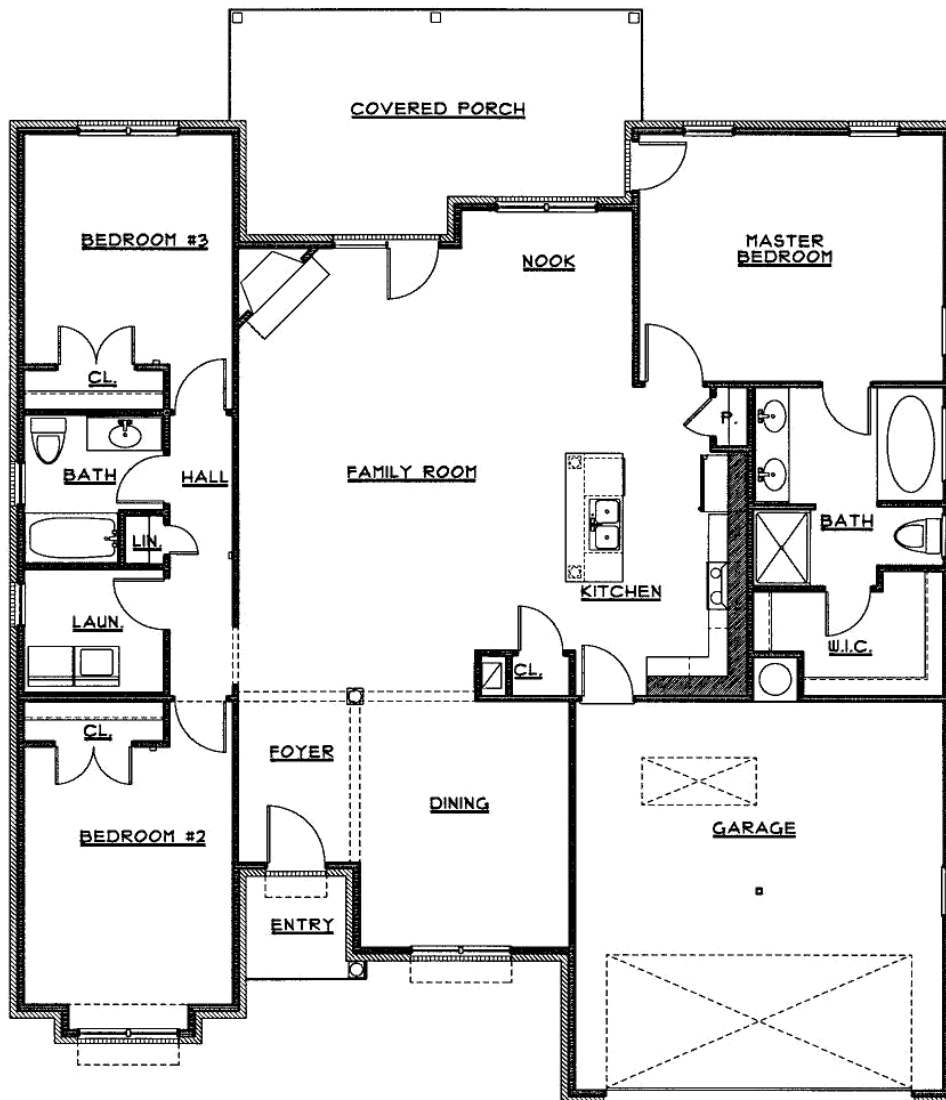 COVERED PORCH
BEDROOM #3
NOOK
MASTER
BEDROOM
CL.
P.
BATH
HALL
FAMILY ROOM
LIN.
BATH
KITCHEN
LAUN.
W.I.C.
CL.
CL.
FOYER
DINING
BEDROOM #2
GARAGE
ENTRY